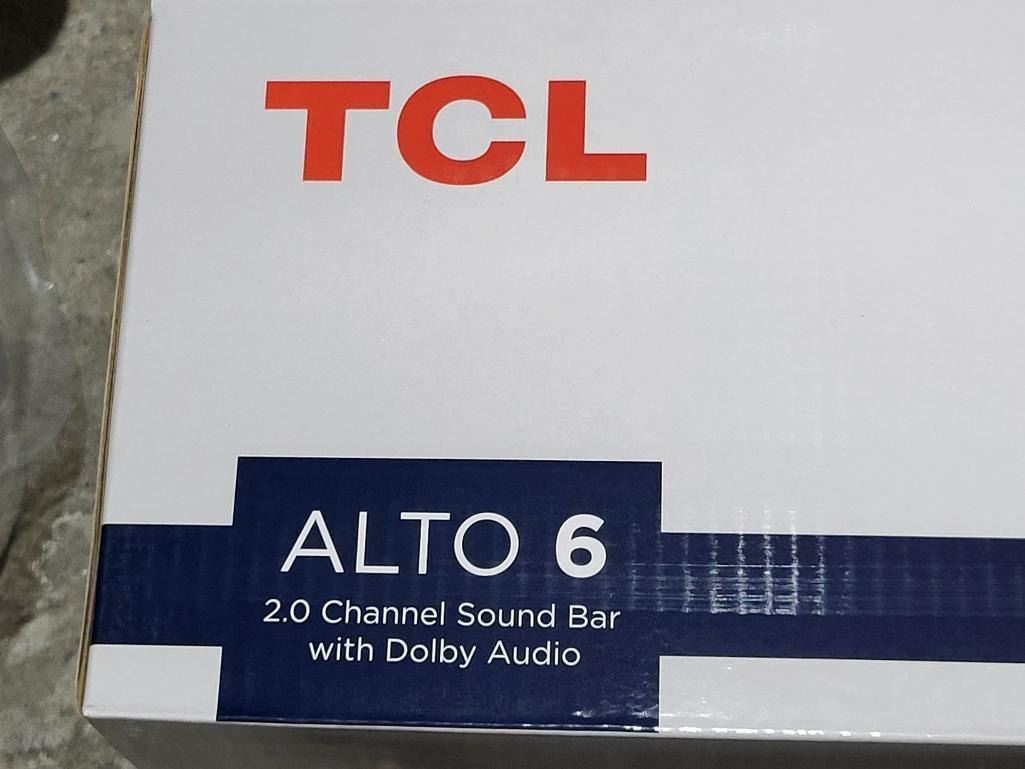 TCL
ALTO 6
2.0 Channel Sound Bar
with Dolby Audio